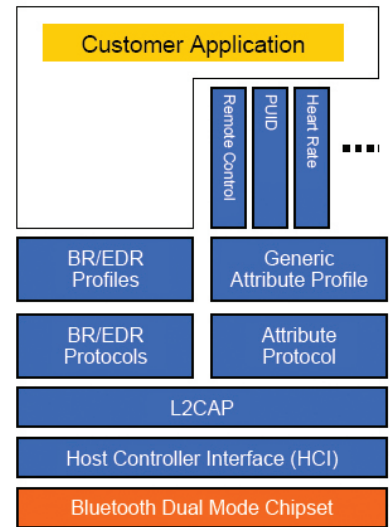 Customer Application
Remote Control
PUID
Heart Rate
BR/EDR
Profiles
Generic
Attribute Profile
BR/EDR
Protocols
Attribute
Protocol
L2CAP
Host Controller Interface (HCI)
Bluetooth Dual Mode Chipset